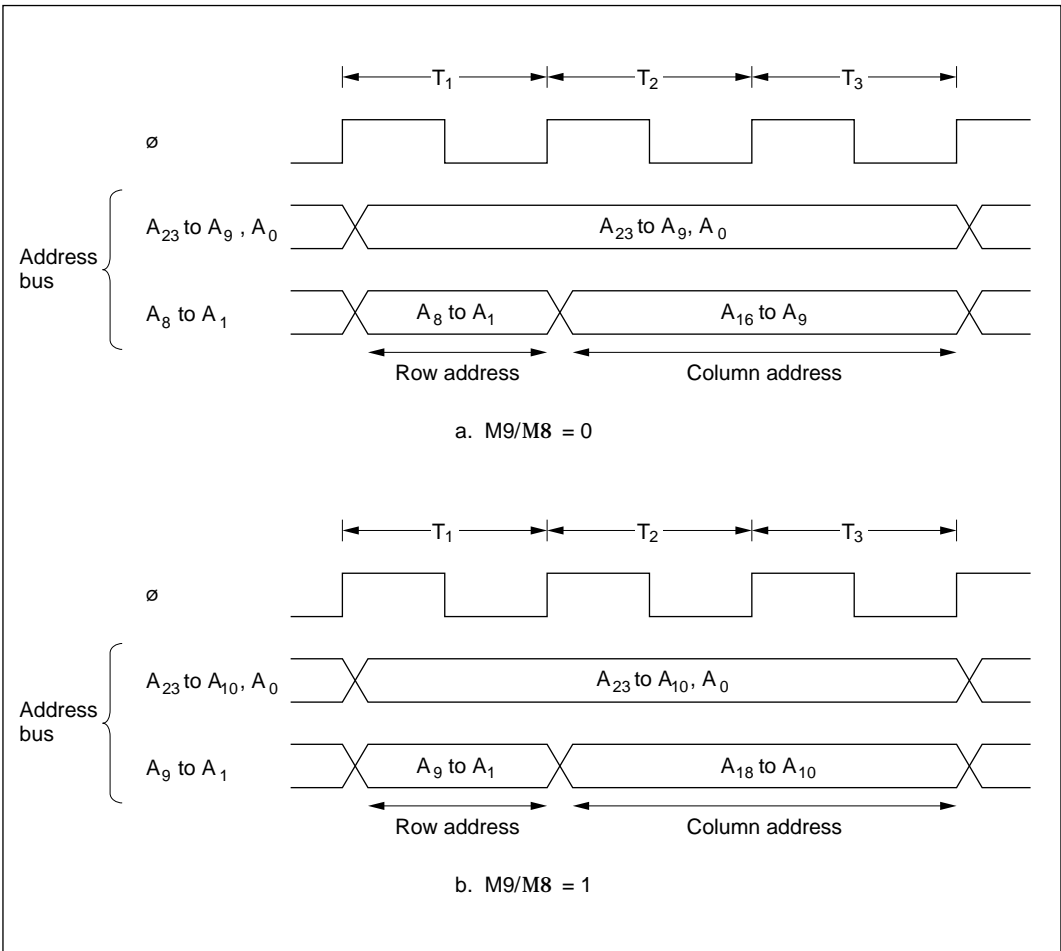 T1 T2 T3
ø
Address bus
A23 to A9 , A0
A23 to A9, A0
A8 to A1
A8 to A1
A16 to A9
Row address
Column address
a. M9/M8 = 0
T1 T2 T3
ø
Address bus
A23 to A10, A0
A23 to A10, A0
A9 to A1
A9 to A1
A18 to A10
Row address
Column address
b. M9/M8 = 1